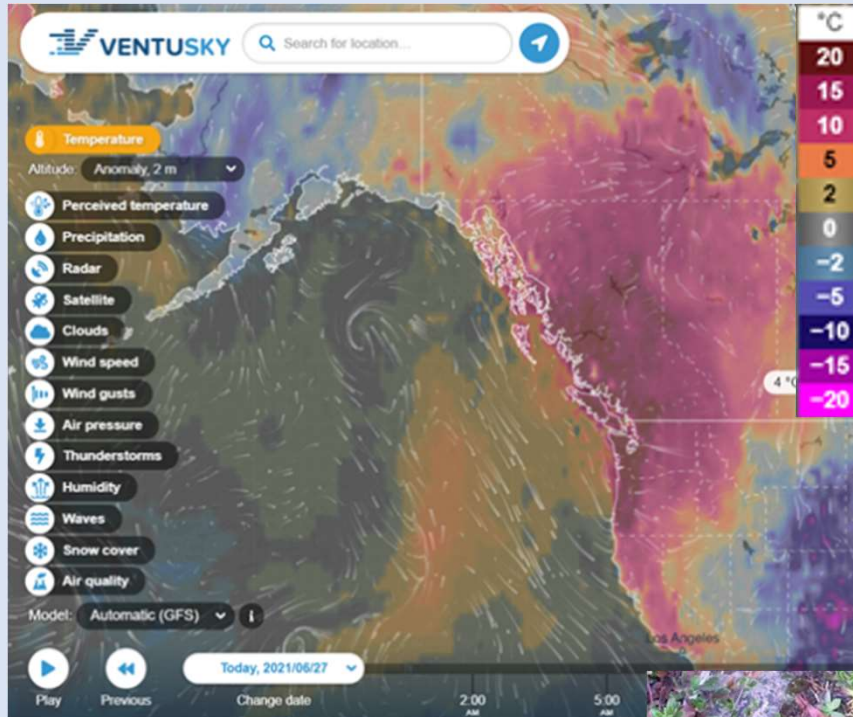 VENTUSKY
Search for location...
Temperature
Altitude: Anomaly, 2 m
Perceived temperature
Precipitation
Radar
Satellite
Clouds
Wind speed
Wind gusts
Air pressure
Thunderstorms
Humidity
Waves
Snow cover
Air quality
Model: Automatic (GFS)
Play
Previous
Today, 2021/06/27
Change date
2:00
AM
5:00
AM
Los Angeles
4 °C
°C
20
15
10
5
2
0
−2
−5
−10
−15
−20